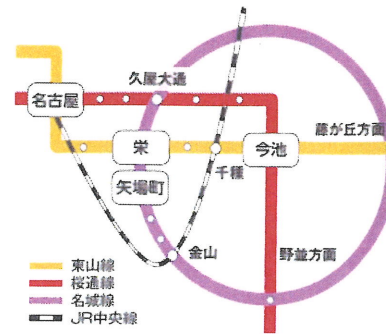 久屋大通
名古屋
藤が丘方面
栄
今池
千種
矢場町
金山
野並方面
東山線
桜通線
名城線
JR中央線